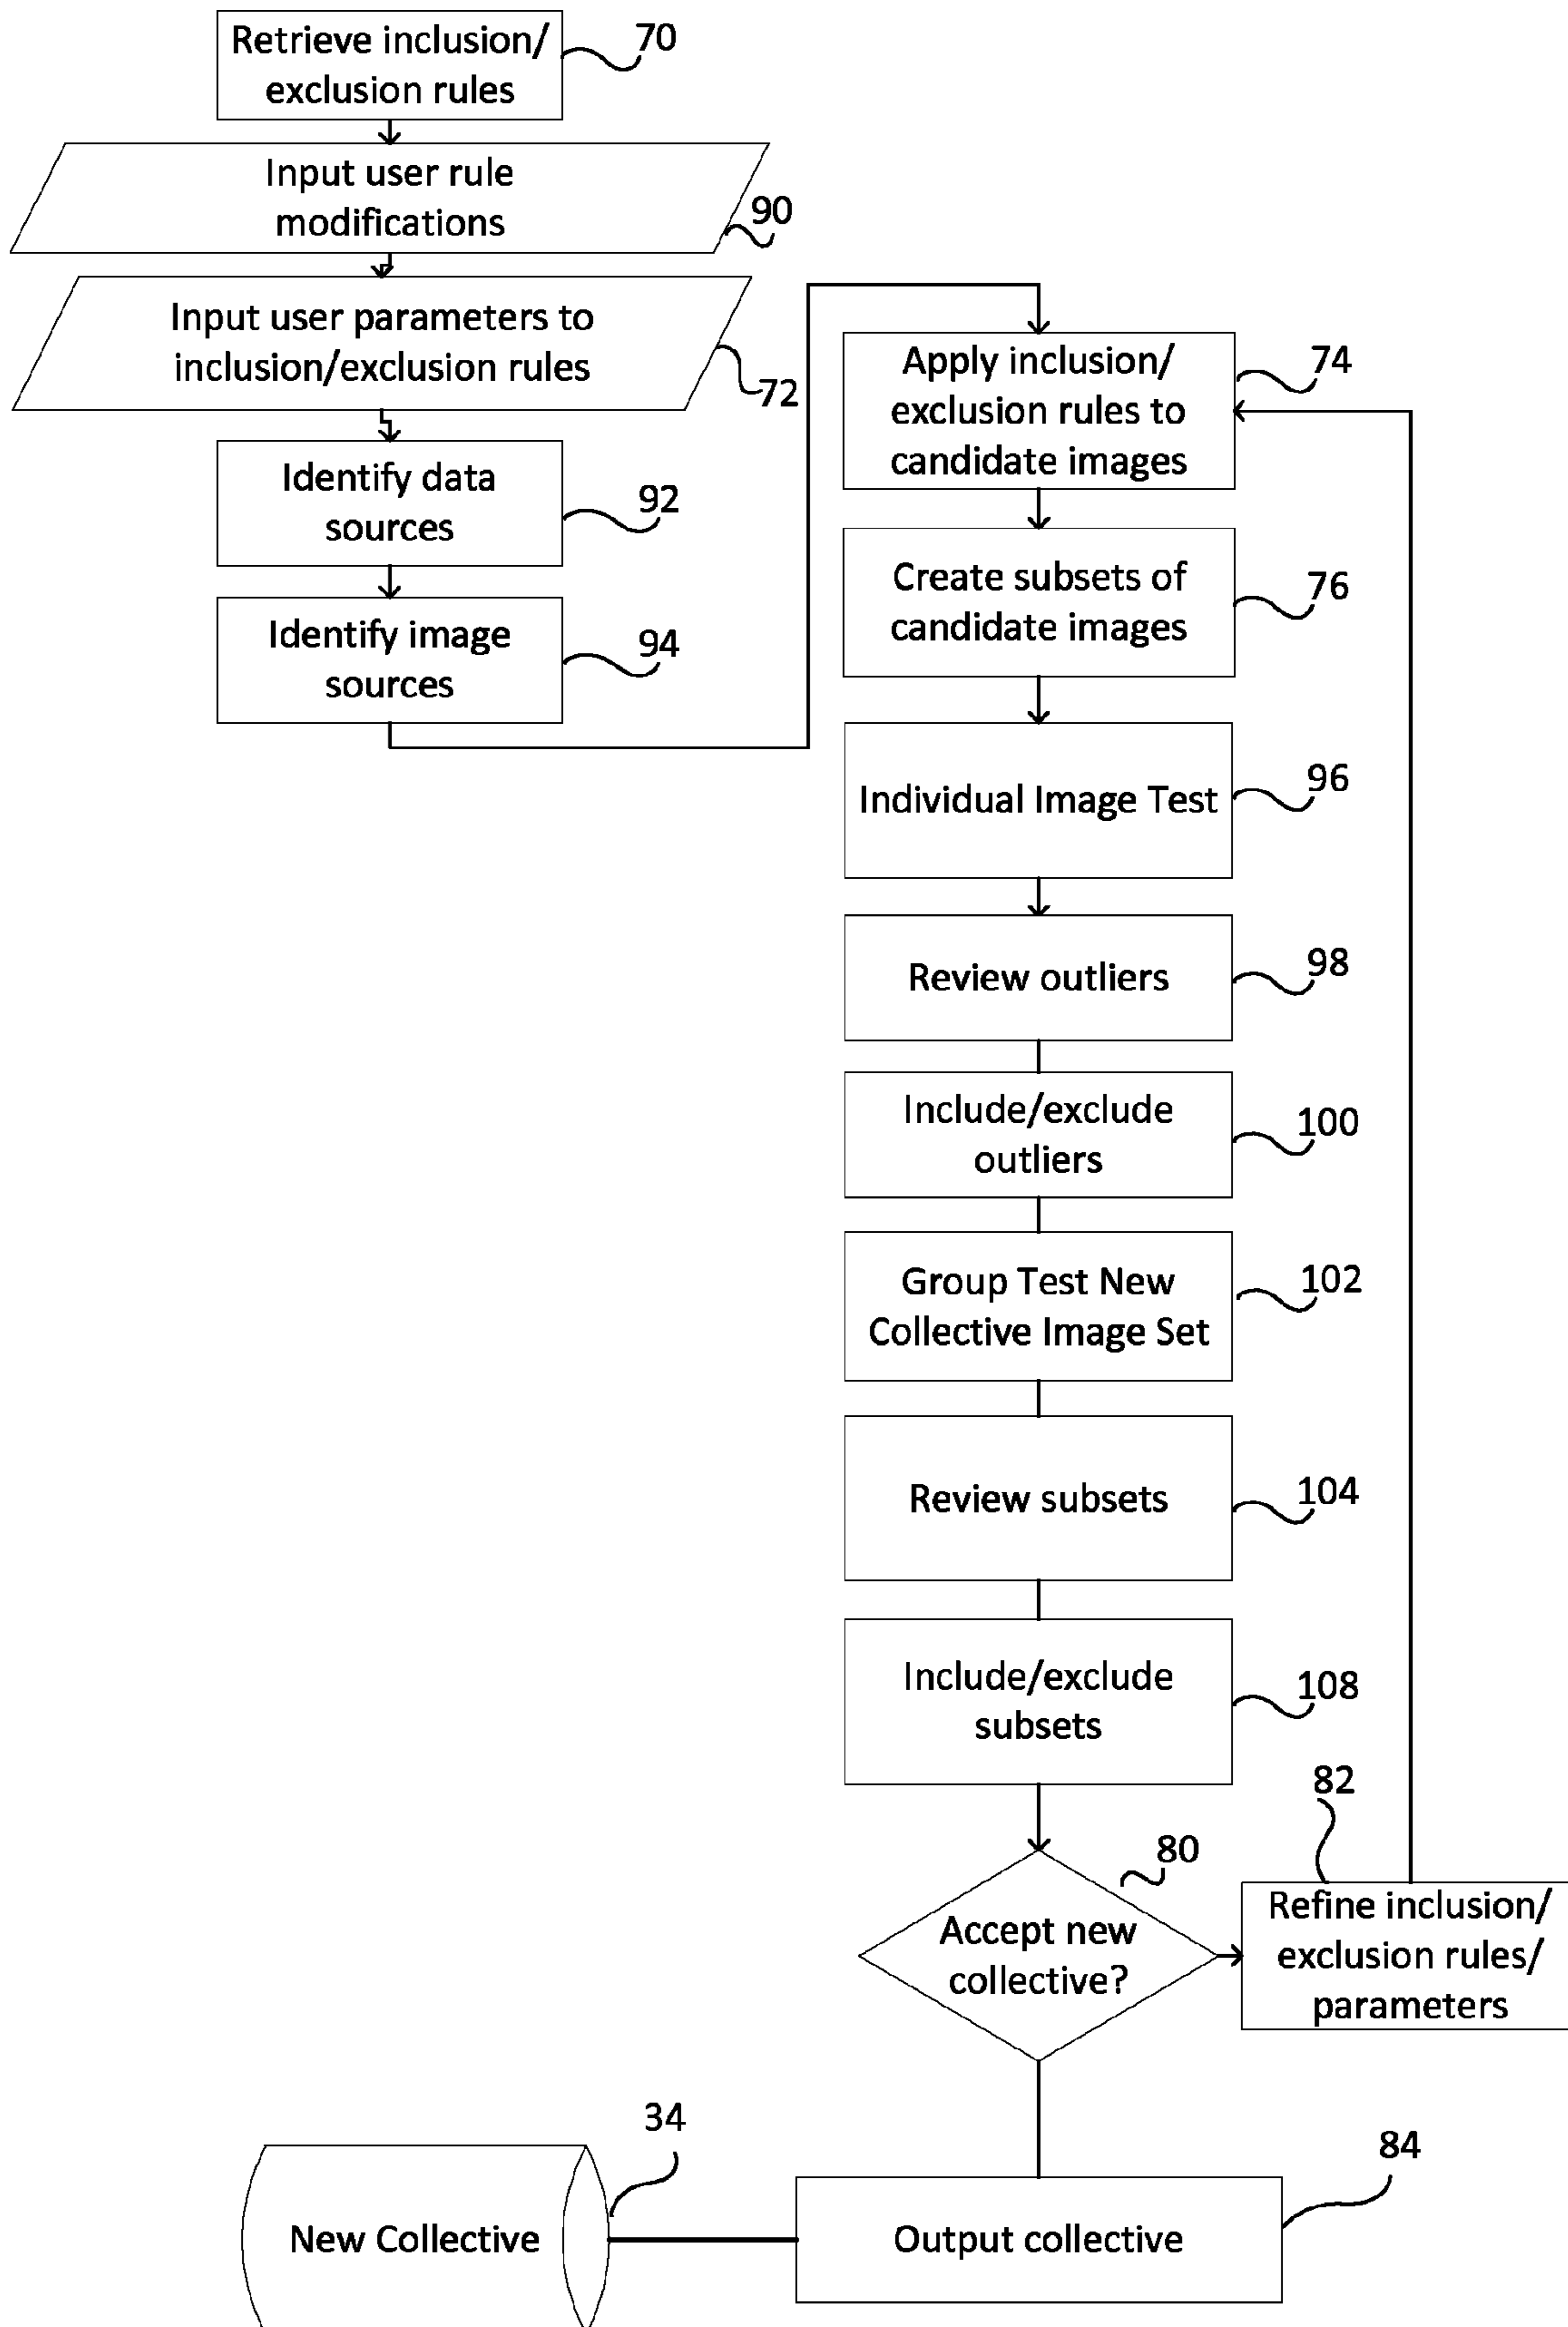 Retrieve inclusion/
exclusion rules
70
Input user rule
modifications
90
Input user parameters to
inclusion/exclusion rules
72
Identify data
sources
92
Identify image
sources
94
Apply inclusion/
exclusion rules to
candidate images
74
Create subsets of
candidate images
76
Individual Image Test
96
Review outliers
98
Include/exclude
outliers
100
Group Test New
Collective Image Set
102
Review subsets
104
Include/exclude
subsets
108
Accept new
collective?
80
82
Refine inclusion/
exclusion rules/
parameters
Output collective
84
New Collective
34